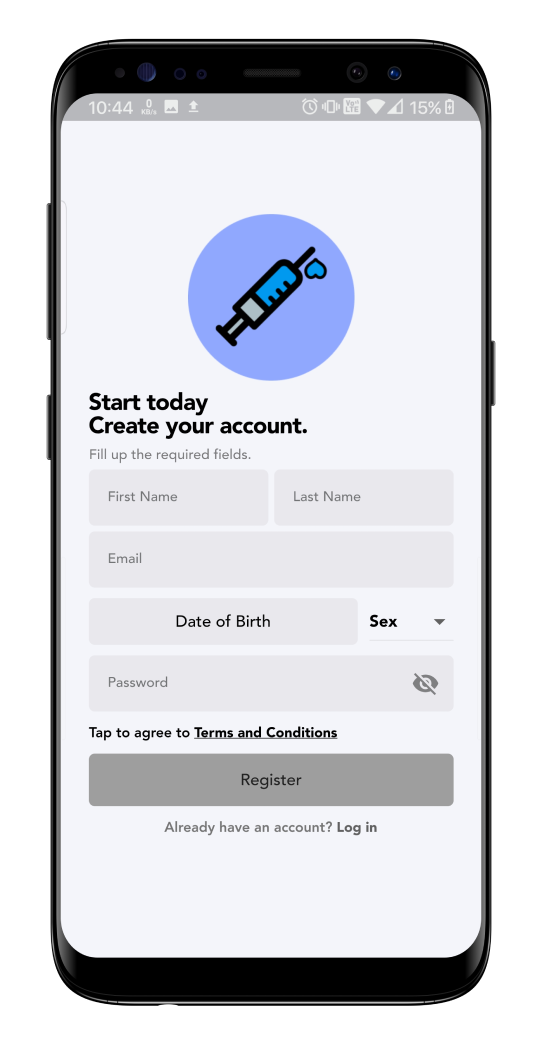 10:44 0 KB/s 15%
Start today
Create your account.
Fill up the required fields.
First Name Last Name
Email
Date of Birth Sex
Password
Tap to agree to Terms and Conditions
Register
Already have an account? Log in